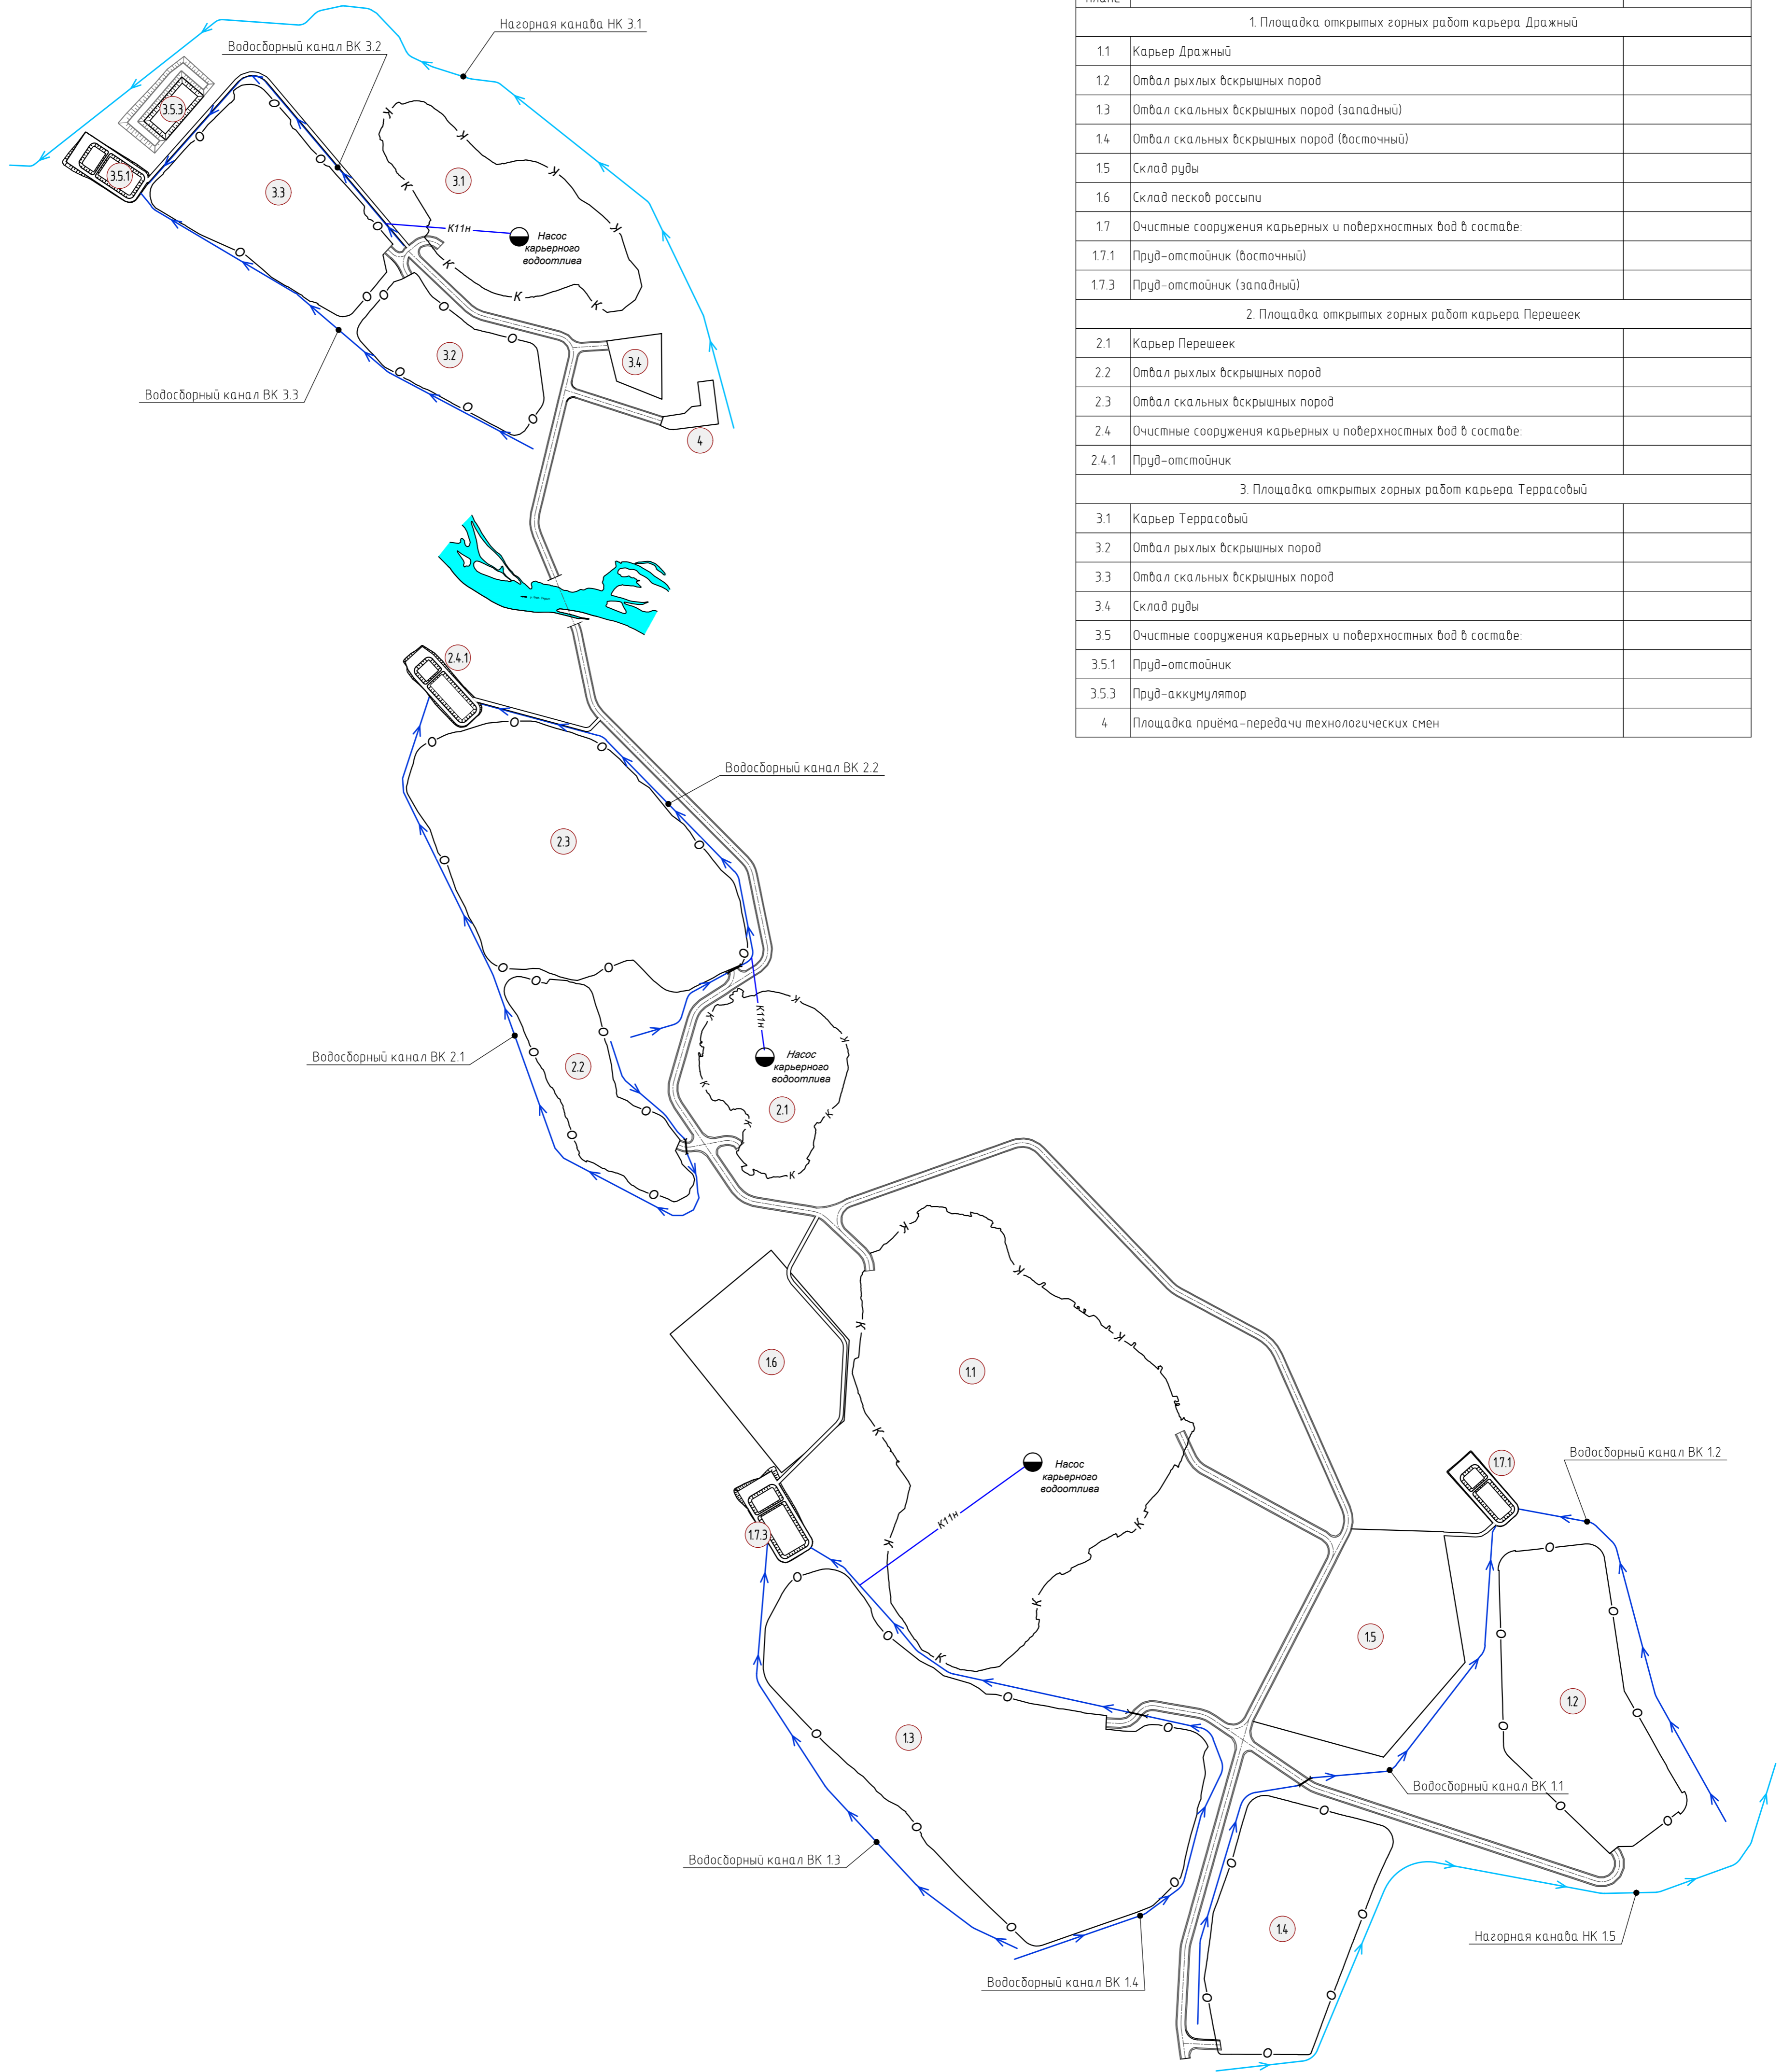 плане
1. Площадка открытых горных работ карьера Дражный
1.1 Карьер Дражный
1.2 Отвал рыхлых вскрышных пород
1.3 Отвал скальных вскрышных пород (западный)
1.4 Отвал скальных вскрышных пород (восточный)
1.5 Склад руды
1.6 Склад песков россыпи
1.7 Очистные сооружения карьерных и поверхностных вод в составе:
1.7.1 Пруд-отстойник (восточный)
1.7.3 Пруд-отстойник (западный)
2. Площадка открытых горных работ карьера Перешеек
2.1 Карьер Перешеек
2.2 Отвал рыхлых вскрышных пород
2.3 Отвал скальных вскрышных пород
2.4 Очистные сооружения карьерных и поверхностных вод в составе:
2.4.1 Пруд-отстойник
3. Площадка открытых горных работ карьера Террасовый
3.1 Карьер Террасовый
3.2 Отвал рыхлых вскрышных пород
3.3 Отвал скальных вскрышных пород
3.4 Склад руды
3.5 Очистные сооружения карьерных и поверхностных вод в составе:
3.5.1 Пруд-отстойник
3.5.3 Пруд-аккумулятор
4 Площадка приёма-передачи технологических смен
Нагорная канава НК 3.1
Водосборный канал ВК 3.2
3.5.3
3.5.1
3.3
3.1
К11н
Насос
карьерного
водоотлива
3.2
3.4
4
Водосборный канал ВК 3.3
2.4.1
Водосборный канал ВК 2.2
2.3
К11н
Насос
карьерного
водоотлива
Водосборный канал ВК 2.1
2.2
2.1
1.6
1.1
Насос
карьерного
водоотлива
К11н
1.7.1
Водосборный канал ВК 1.2
1.7.3
1.5
1.2
1.3
Водосборный канал ВК 1.1
Водосборный канал ВК 1.3
1.4
Нагорная канава НК 1.5
Водосборный канал ВК 1.4